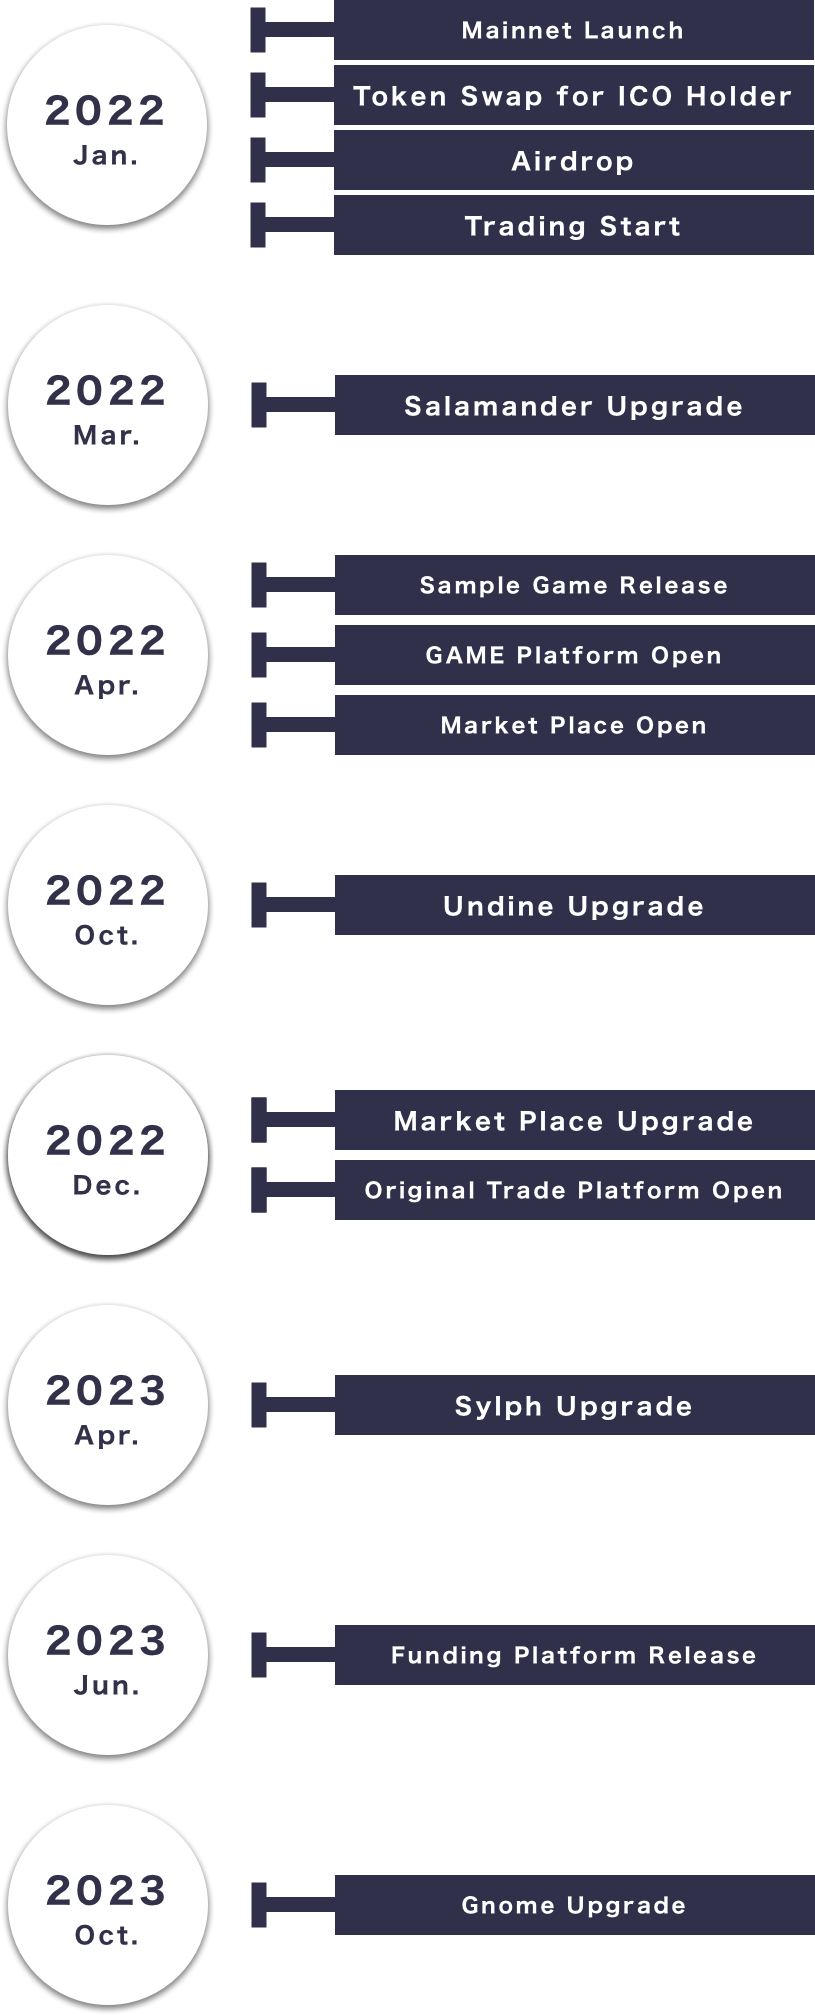 2022
Jan.
Mainnet Launch
Token Swap for ICO Holder
Airdrop
Trading Start
2022
Mar.
Salamander Upgrade
2022
Apr.
Sample Game Release
GAME Platform Open
Market Place Open
2022
Oct.
Undine Upgrade
2022
Dec.
Market Place Upgrade
Original Trade Platform Open
2023
Apr.
Sylph Upgrade
2023
Jun.
Funding Platform Release
2023
Oct.
Gnome Upgrade